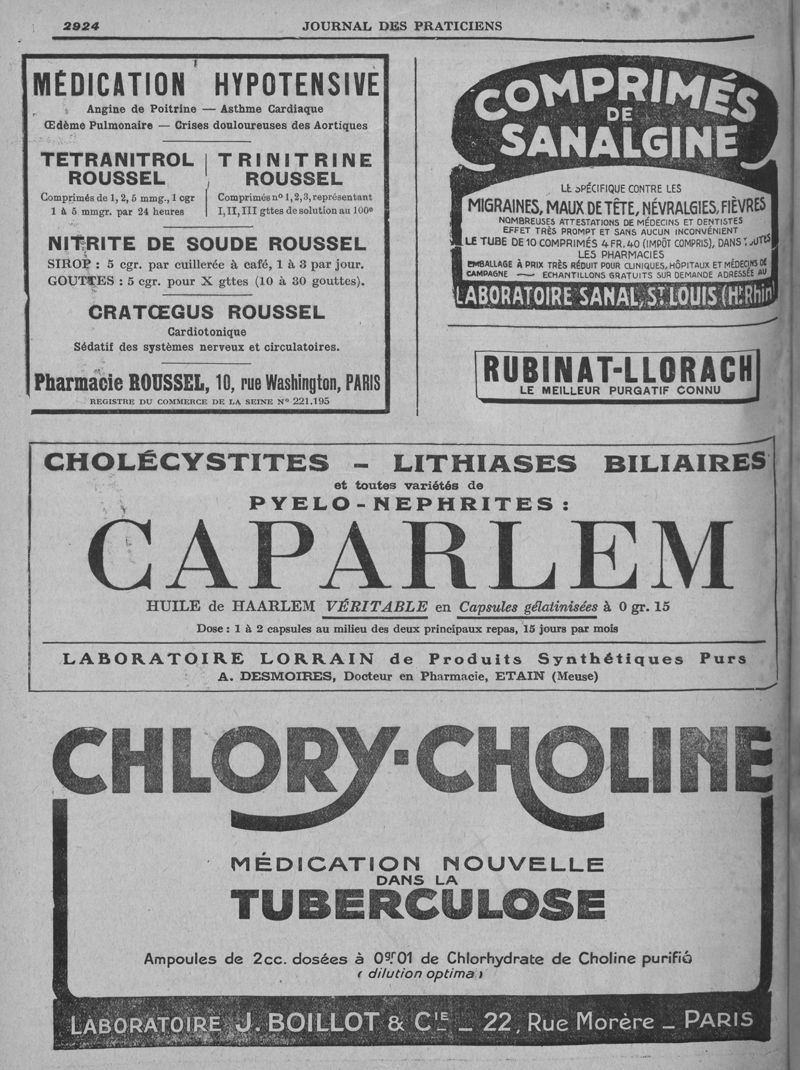 2924
JOURNAL DES PRATICIENS
MÉDICATION HYPOTENSIVE
Angine de Poitrine — Asthme Cardiaque
Œdème Pulmonaire — Crises douloureuses des Aortiques
TETRANITROL
ROUSSEL
Comprimés de 1, 2, 5 mmg., 1 cgr
1 à 5 mmgr. par 24 heures
TRINITRINE
ROUSSEL
Comprimés nº 1, 2, 3, représentant
I, II, III gttes de solution au 100e
NITRITE DE SOUDE ROUSSEL
SIROP : 5 cgr. par cuillerée à café, 1 à 3 par jour.
GOUTTES : 5 cgr. pour X gttes (10 à 30 gouttes).
CRATŒGUS ROUSSEL
Cardiotonique
Sédatif des systèmes nerveux et circulatoires.
Pharmacie ROUSSEL, 10, rue Washington, PARIS
REGISTRE DU COMMERCE DE LA SEINE Nº 221.195
COMPRIMÉS
DE
SANALGINE
LE SPÉCIFIQUE CONTRE LES
MIGRAINES, MAUX DE TÊTE, NÉVRALGIES, FIÈVRES
NOMBREUSES ATTESTATIONS DE MÉDECINS ET DENTISTES
EFFET TRÈS PROMPT ET SANS AUCUN INCONVÉNIENT
LE TUBE DE 10 COMPRIMÉS 4 FR. 40 (IMPÔT COMPRIS), DANS TOUTES
LES PHARMACIES
EMBALLAGE À PRIX TRÈS RÉDUIT POUR CLINIQUES, HÔPITAUX ET MÉDECINS DE
CAMPAGNE — ECHANTILLONS GRATUITS SUR DEMANDE ADRESSÉE AU
LABORATOIRE SANAL, ST LOUIS (Ht Rhin)
RUBINAT-LLORACH
LE MEILLEUR PURGATIF CONNU
CHOLÉCYSTITES - LITHIASES BILIAIRES
et toutes variétés de
PYELO-NEPHRITES :
CAPARLEM
HUILE de HAARLEM VÉRITABLE en Capsules gélatinisées à 0 gr. 15
Dose : 1 à 2 capsules au milieu des deux principaux repas, 15 jours par mois
LABORATOIRE LORRAIN de Produits Synthétiques Purs
A. DESMOIRES, Docteur en Pharmacie, ETAIN (Meuse)
CHLORY-CHOLINE
MÉDICATION NOUVELLE
DANS LA
TUBERCULOSE
Ampoules de 2cc. dosées à 0gr01 de Chlorhydrate de Choline purifié
( dilution optima )
LABORATOIRE J. BOILLOT & CIE _ 22, Rue Morère _ PARIS